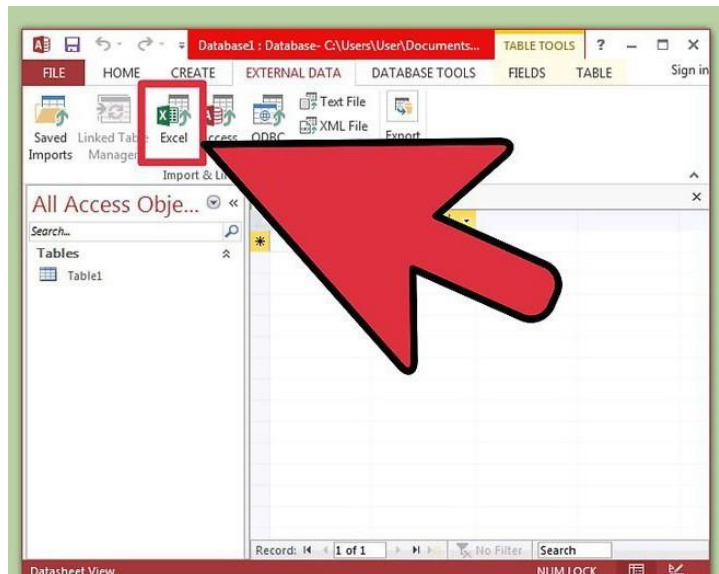 Database1 : Database- C:\Users\User\Documents...
TABLE TOOLS
?
Sign in
FILE HOME CREATE EXTERNAL DATA DATABASE TOOLS FIELDS TABLE
Saved Imports
Linked Table Manager
Excel
ODBC
Text File
XML File
Export
Import &
All Access Obje...
Search...
Tables
Table1
Record: 1 of 1 No Filter Search
Datasheet View NUM LOCK